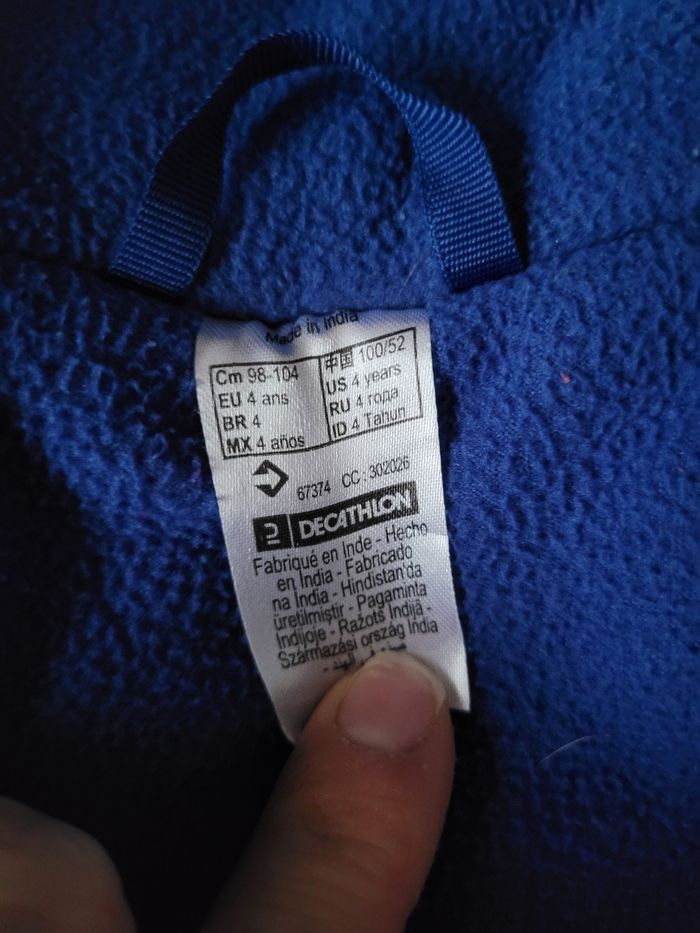 Made in India
Cm 98-104
EU 4 ans
BR 4
MX 4 años
中国 100/52
US 4 years
RU 4 года
ID 4 Tahun
67374 CC : 302026
DECATHLON
Fabriqué en Inde - Hecho
en India - Fabricado
na India - Hindistan'da
üretilmiştir - Pagaminta
Indijoje - Ražots Indijā -
Származási ország India